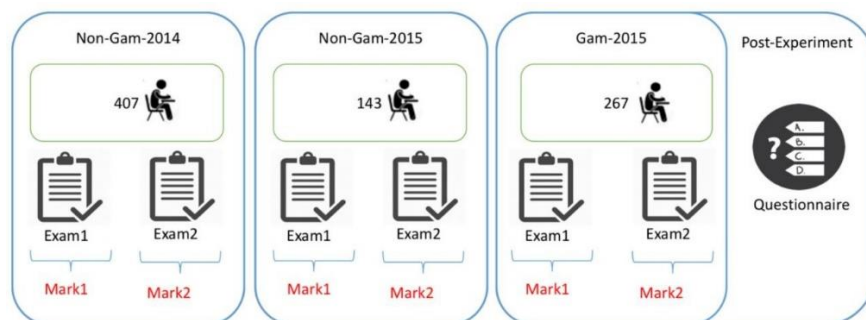 Non-Gam-2014
407
Exam1
Exam2
Mark1
Mark2
Non-Gam-2015
143
Exam1
Exam2
Mark1
Mark2
Gam-2015
267
Exam1
Exam2
Mark1
Mark2
Post-Experiment
?
A.
B.
C.
D.
Questionnaire